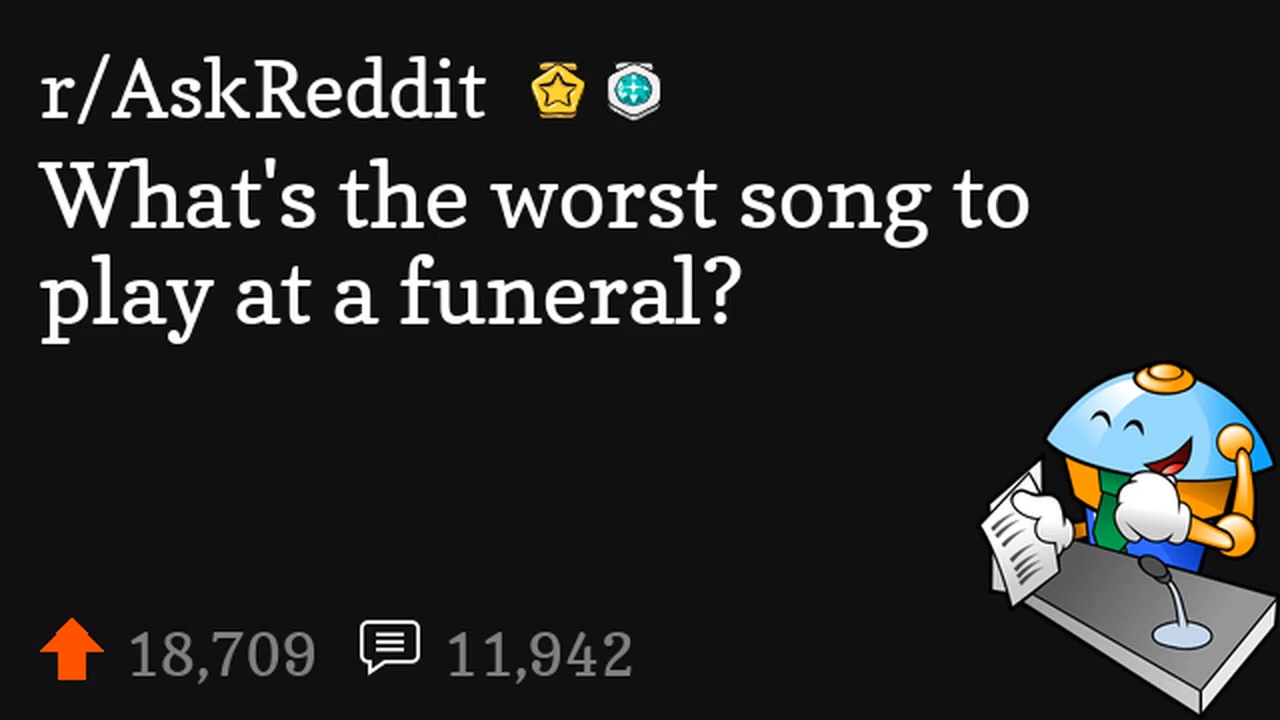 r/AskReddit
What's the worst song to
play at a funeral?
18,709 11,942